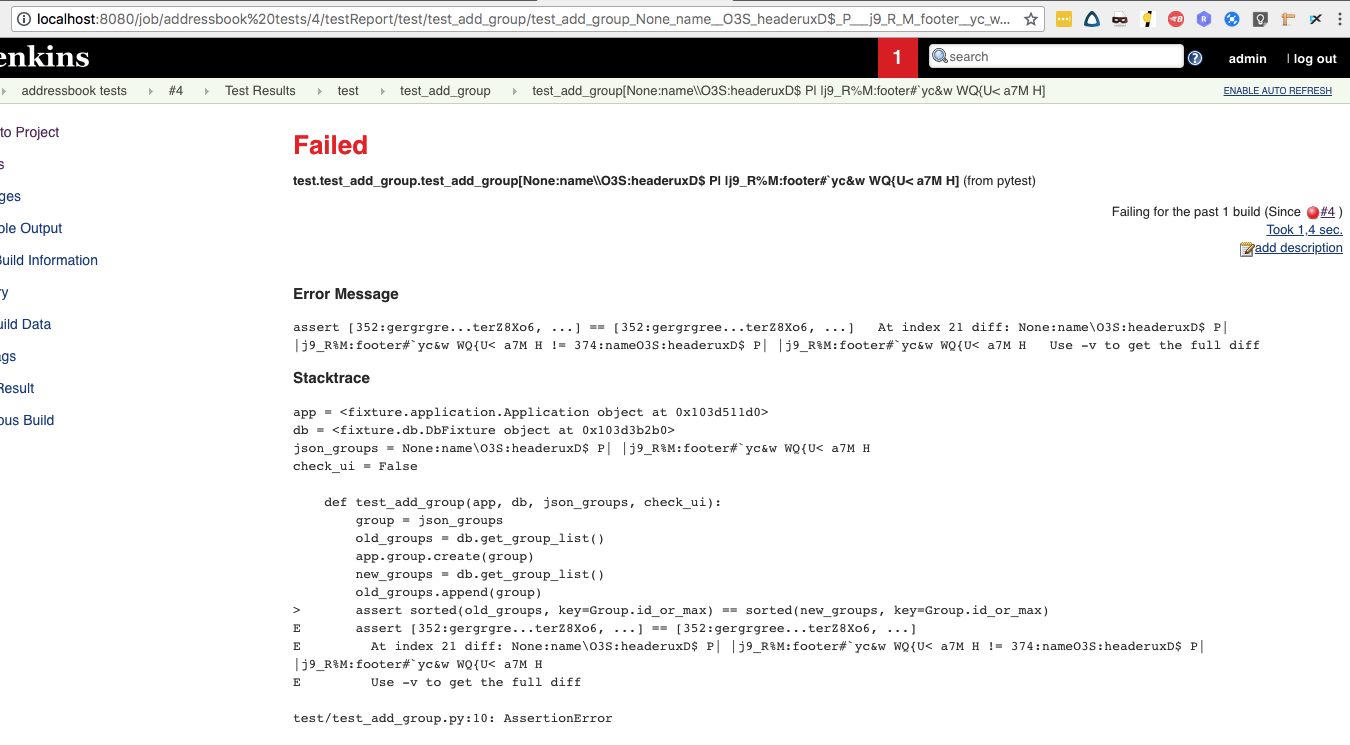 localhost:8080/job/addressbook%20tests/4/testReport/test/test_add_group/test_add_group_None_name__O3S_headeruxD$_P___j9_R_M_footer__yc_w...
enkins
1
search
admin
| log out
addressbook tests
#4
Test Results
test
test_add_group
test_add_group[None:name\\O3S:headeruxD$ P| |j9_R%M:footer#`yc&w WQ{U< a7M H]
ENABLE AUTO REFRESH
to Project
s
ges
ole Output
Build Information
ry
uild Data
ags
Result
ous Build
Failed
test.test_add_group.test_add_group[None:name\\O3S:headeruxD$ P| |j9_R%M:footer#`yc&w WQ{U< a7M H] (from pytest)
Failing for the past 1 build (Since #4 )
Took 1,4 sec.
add description
Error Message
assert [352:gergrgre...terZ8Xo6, ...] == [352:gergrgree...terZ8Xo6, ...]   At index 21 diff: None:name\O3S:headeruxD$ P|
|j9_R%M:footer#`yc&w WQ{U< a7M H != 374:nameO3S:headeruxD$ P| |j9_R%M:footer#`yc&w WQ{U< a7M H   Use -v to get the full diff
Stacktrace
app = <fixture.application.Application object at 0x103d511d0>
db = <fixture.db.DbFixture object at 0x103d3b2b0>
json_groups = None:name\O3S:headeruxD$ P| |j9_R%M:footer#`yc&w WQ{U< a7M H
check_ui = False
    def test_add_group(app, db, json_groups, check_ui):
        group = json_groups
        old_groups = db.get_group_list()
        app.group.create(group)
        new_groups = db.get_group_list()
        old_groups.append(group)
>       assert sorted(old_groups, key=Group.id_or_max) == sorted(new_groups, key=Group.id_or_max)
E       assert [352:gergrgre...terZ8Xo6, ...] == [352:gergrgree...terZ8Xo6, ...]
E         At index 21 diff: None:name\O3S:headeruxD$ P| |j9_R%M:footer#`yc&w WQ{U< a7M H != 374:nameO3S:headeruxD$ P|
|j9_R%M:footer#`yc&w WQ{U< a7M H
E         Use -v to get the full diff
test/test_add_group.py:10: AssertionError